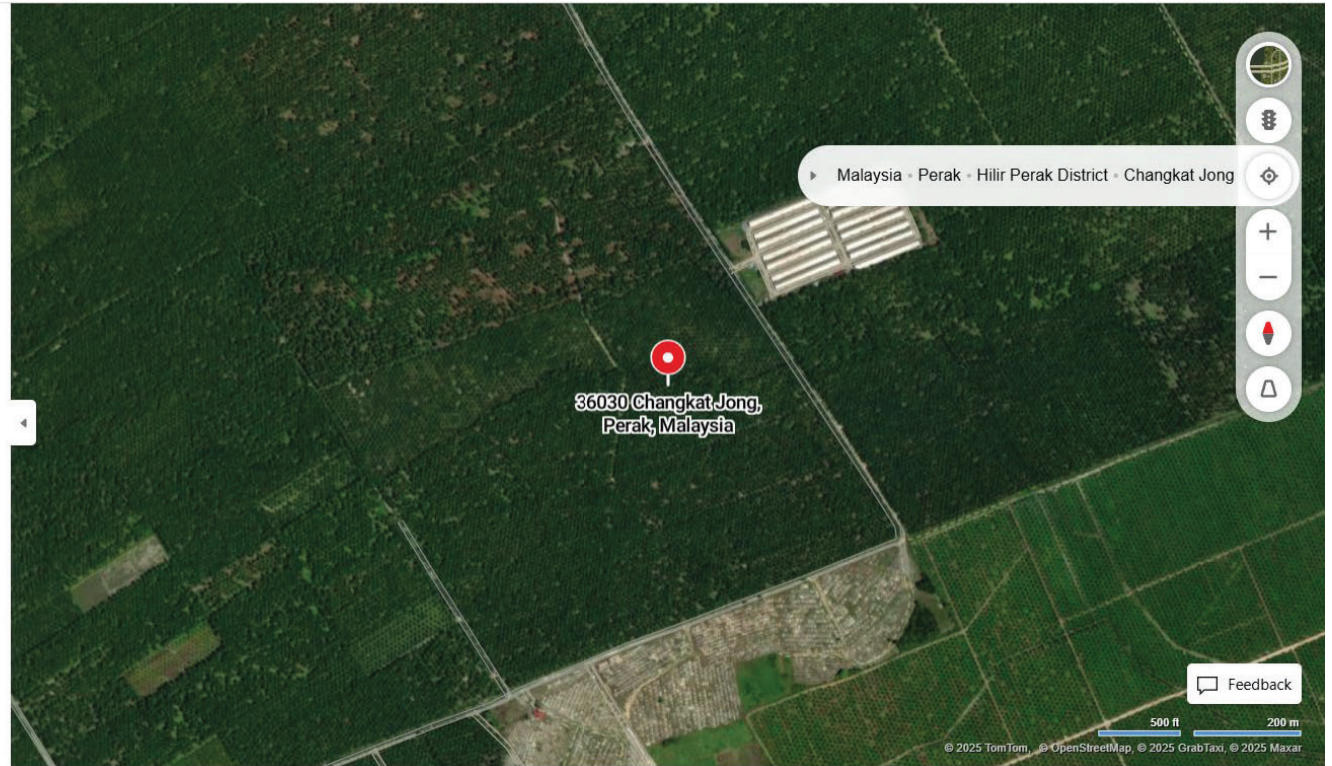 Malaysia • Perak • Hilir Perak District • Changkat Jong
36030 Changkat Jong,
Perak, Malaysia
Feedback
500 ft 200 m
© 2025 TomTom, © OpenStreetMap, © 2025 GrabTaxi, © 2025 Maxar